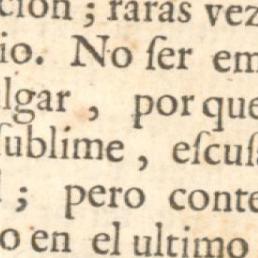 cion ; raras vez
io. No ſer em
lgar , por que
ſublime , eſcuſ
; pero conte
o en el ultimo